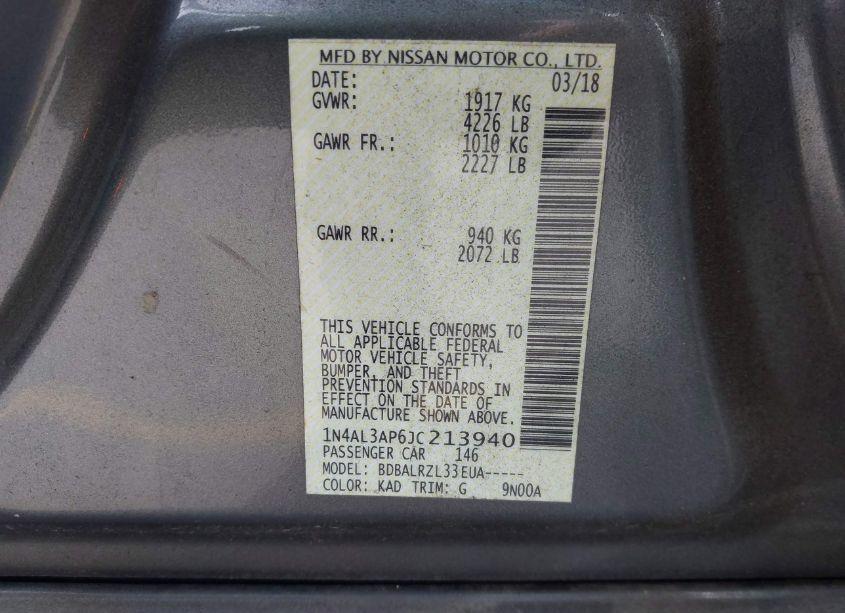 MFD BY NISSAN MOTOR CO., LTD.
DATE: 03/18
GVWR: 1917 KG
4226 LB
GAWR FR.: 1010 KG
2227 LB
GAWR RR.: 940 KG
2072 LB
THIS VEHICLE CONFORMS TO
ALL APPLICABLE FEDERAL
MOTOR VEHICLE SAFETY,
BUMPER, AND THEFT
PREVENTION STANDARDS IN
EFFECT ON THE DATE OF
MANUFACTURE SHOWN ABOVE.
1N4AL3AP6JC213940
PASSENGER CAR 146
MODEL: BDBALRZL33EUA-----
COLOR: KAD TRIM: G 9N00A